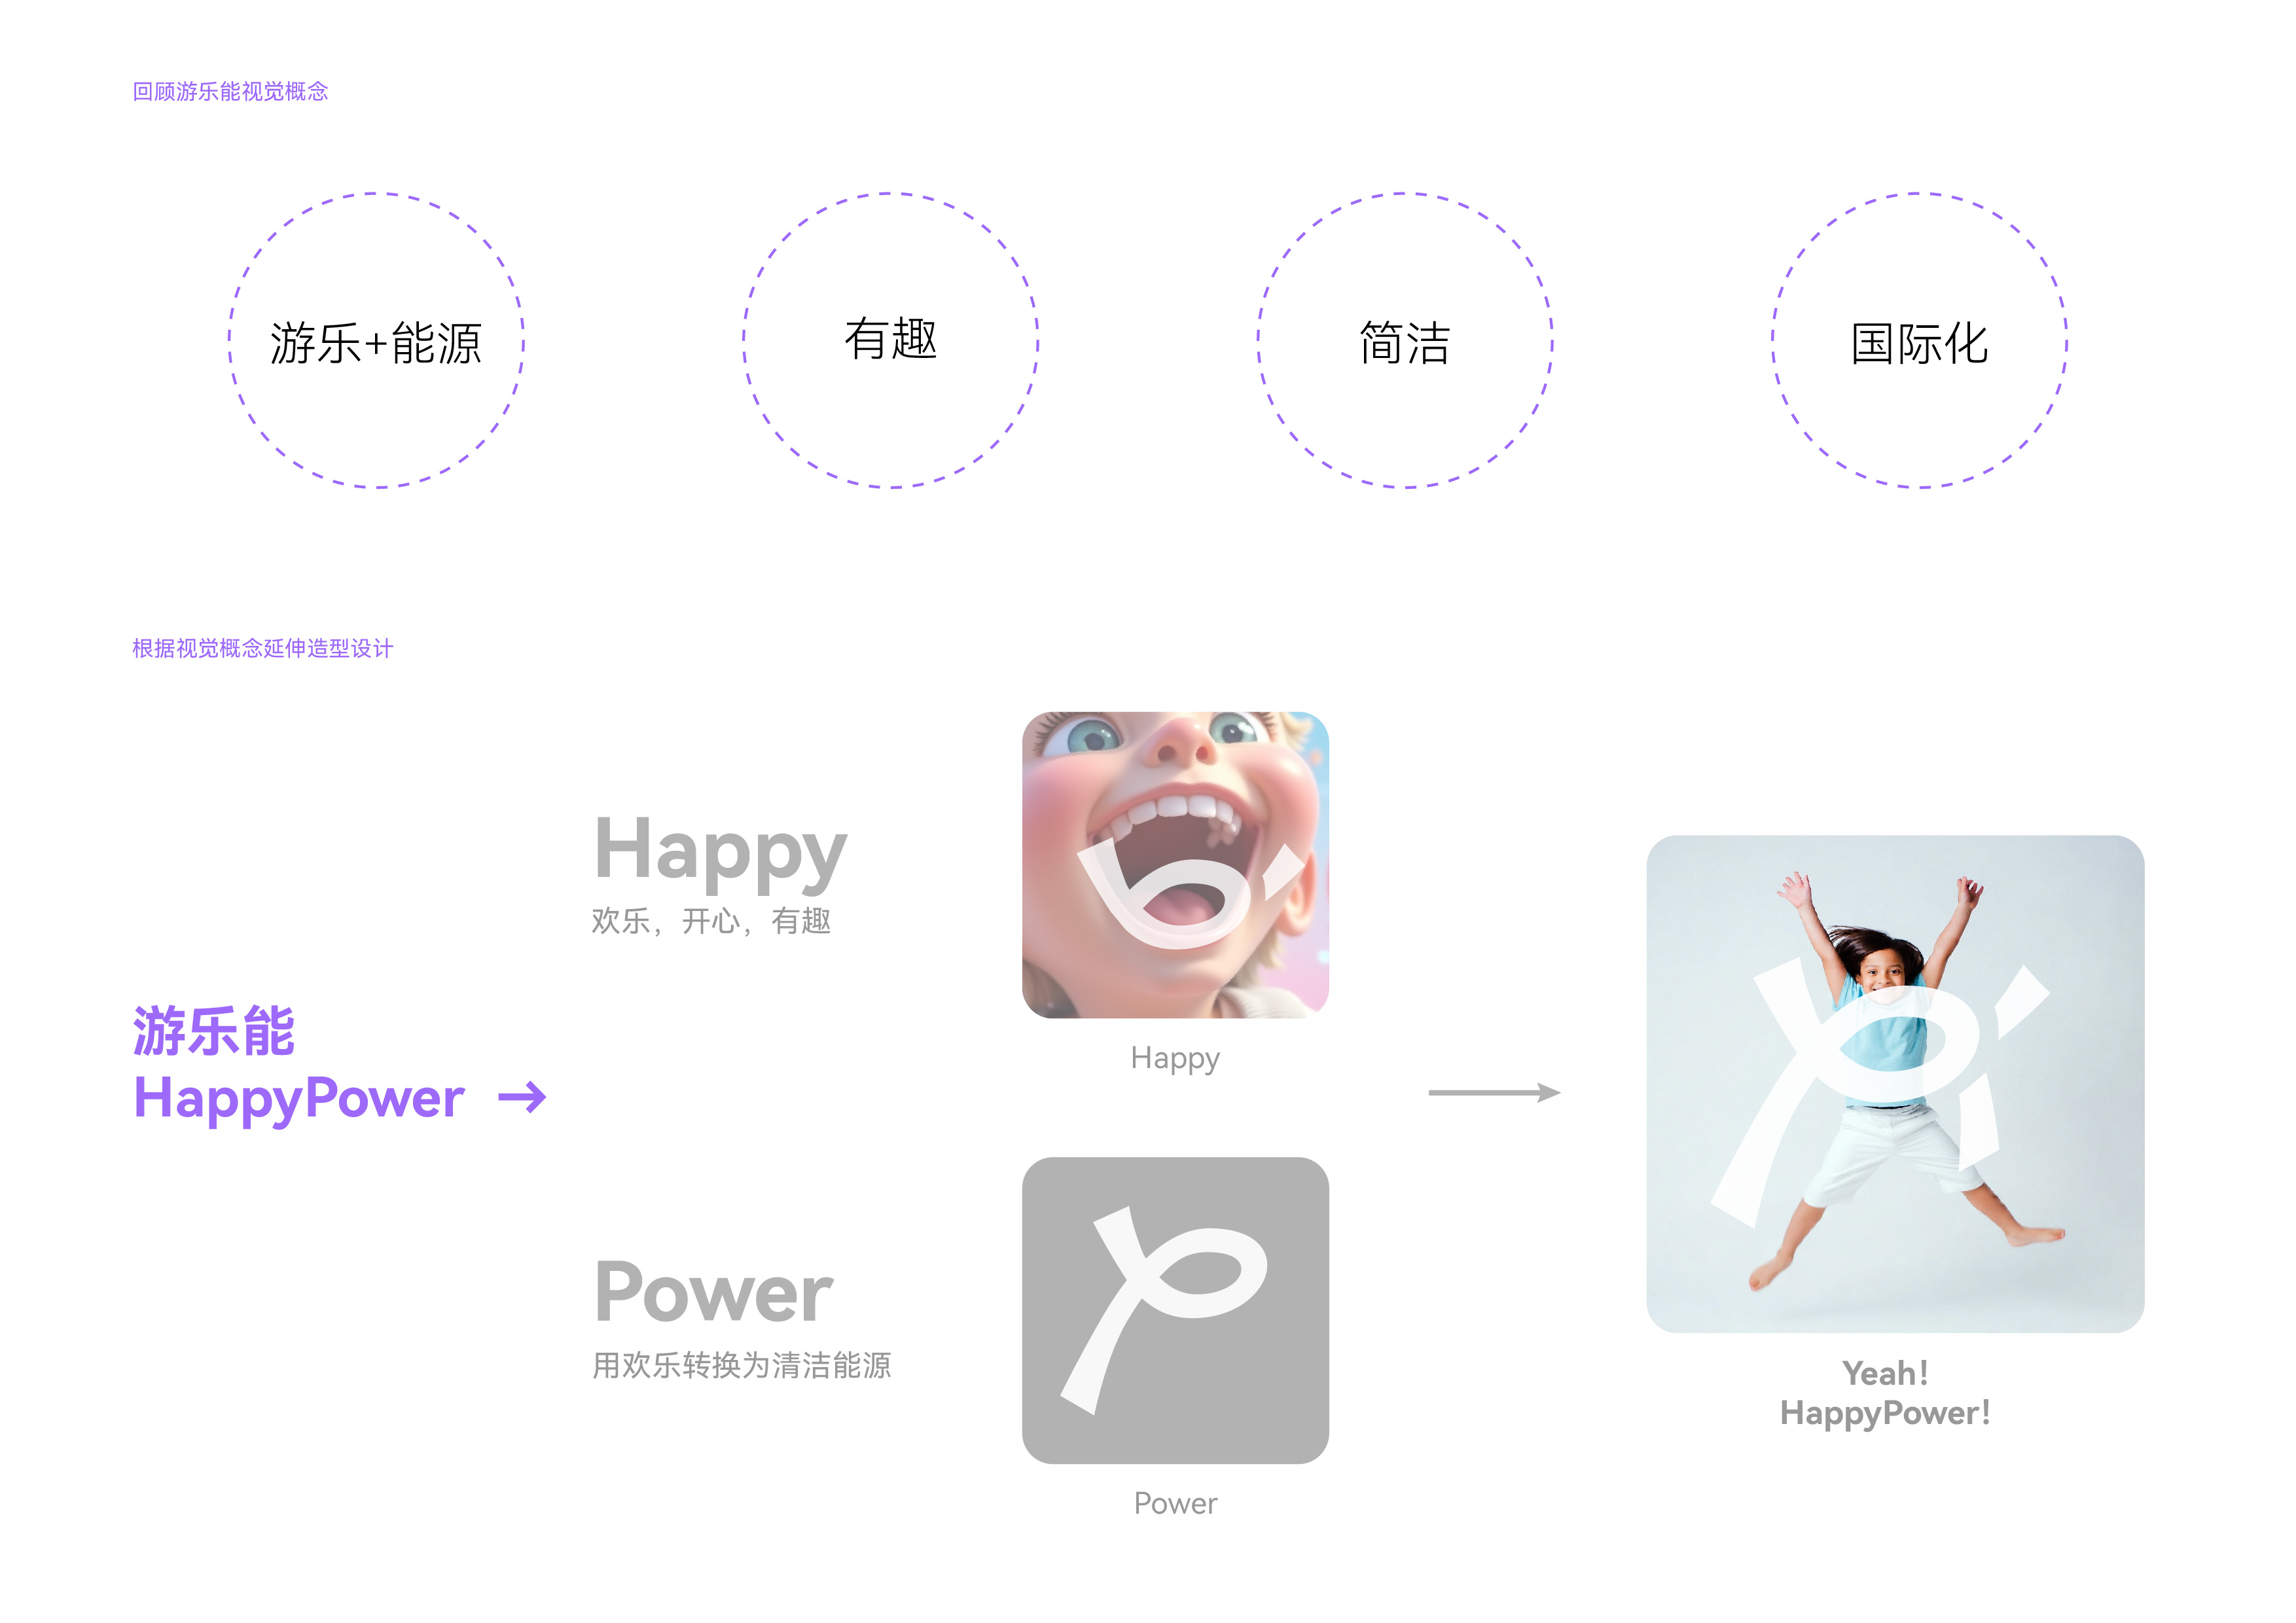 回顾游乐能视觉概念
游乐+能源
有趣
简洁
国际化
根据视觉概念延伸造型设计
游乐能
HappyPower →
Happy
欢乐，开心，有趣
Power
用欢乐转换为清洁能源
Happy
Power
Yeah!
HappyPower!